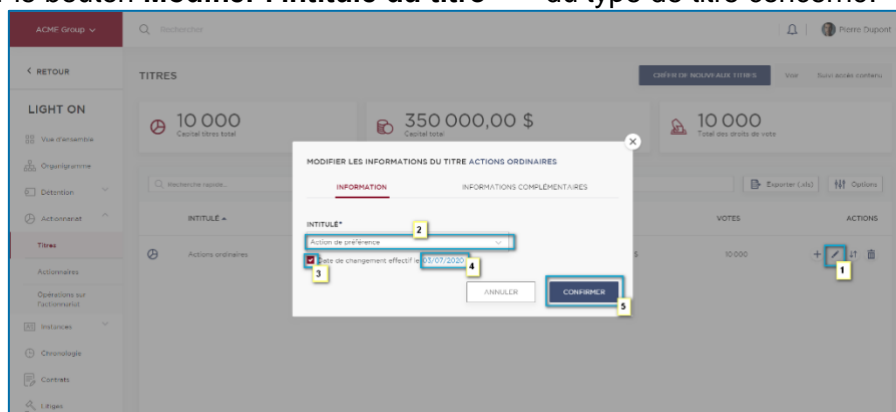 le bouton Modifier l'intitulé du titre du type de titre concerné.
ACME Group
Rechercher
Pierre Dupont
RETOUR
TITRES
CRÉER DE NOUVEAUX TITRES
Voir
Suivi accès contenu
LIGHT ON
10 000
Capital titres total
350 000,00 $
Capital total
10 000
Total des droits de vote
Vue d'ensemble
Organigramme
Détention
Actionnariat
Titres
Actionnaires
Opérations sur
l'actionnariat
Instances
Chronologie
Contrats
Litiges
Recherche rapide...
Exporter (.xls)
Options
INTITULÉ
VOTES
ACTIONS
Actions ordinaires
10 000
1
MODIFIER LES INFORMATIONS DU TITRE ACTIONS ORDINAIRES
INFORMATION
INFORMATIONS COMPLÉMENTAIRES
INTITULÉ*
2
Action de préférence
Date de changement effectif le 03/07/2020
3
4
ANNULER
CONFIRMER
5